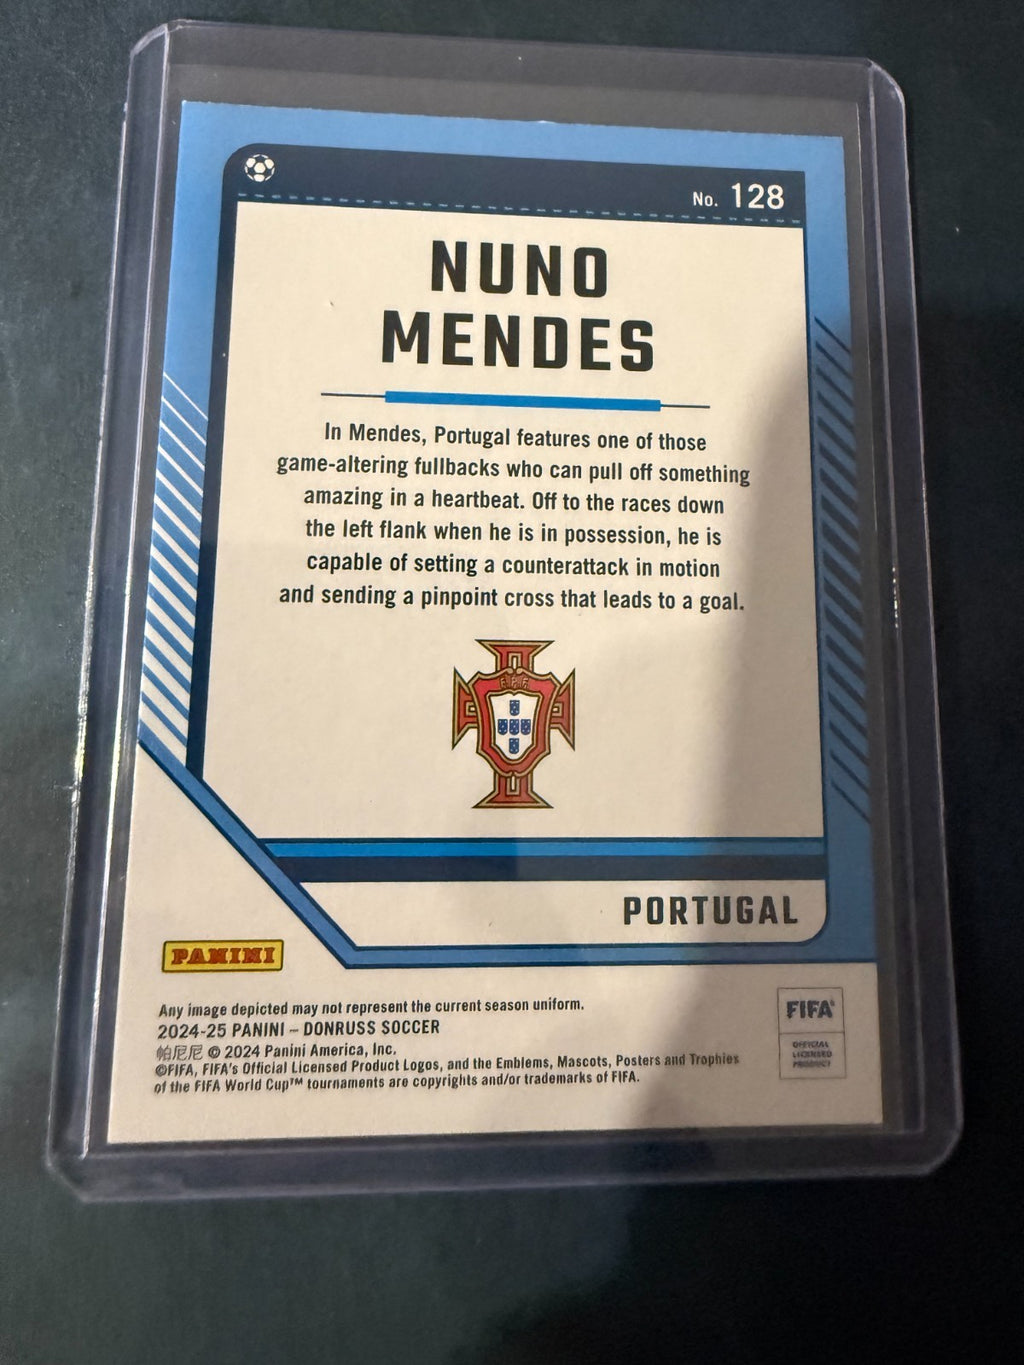 No. 128
NUNO
MENDES
In Mendes, Portugal features one of those
game-altering fullbacks who can pull off something
amazing in a heartbeat. Off to the races down
the left flank when he is in possession, he is
capable of setting a counterattack in motion
and sending a pinpoint cross that leads to a goal.
F.P.F.
PORTUGAL
PANINI
Any image depicted may not represent the current season uniform.
2024-25 PANINI – DONRUSS SOCCER
帕尼尼 © 2024 Panini America, Inc.
©FIFA, FIFA's Official Licensed Product Logos, and the Emblems, Mascots, Posters and Trophies
of the FIFA World Cup™ tournaments are copyrights and/or trademarks of FIFA.
FIFA
OFFICIAL
LICENSED
PRODUCT